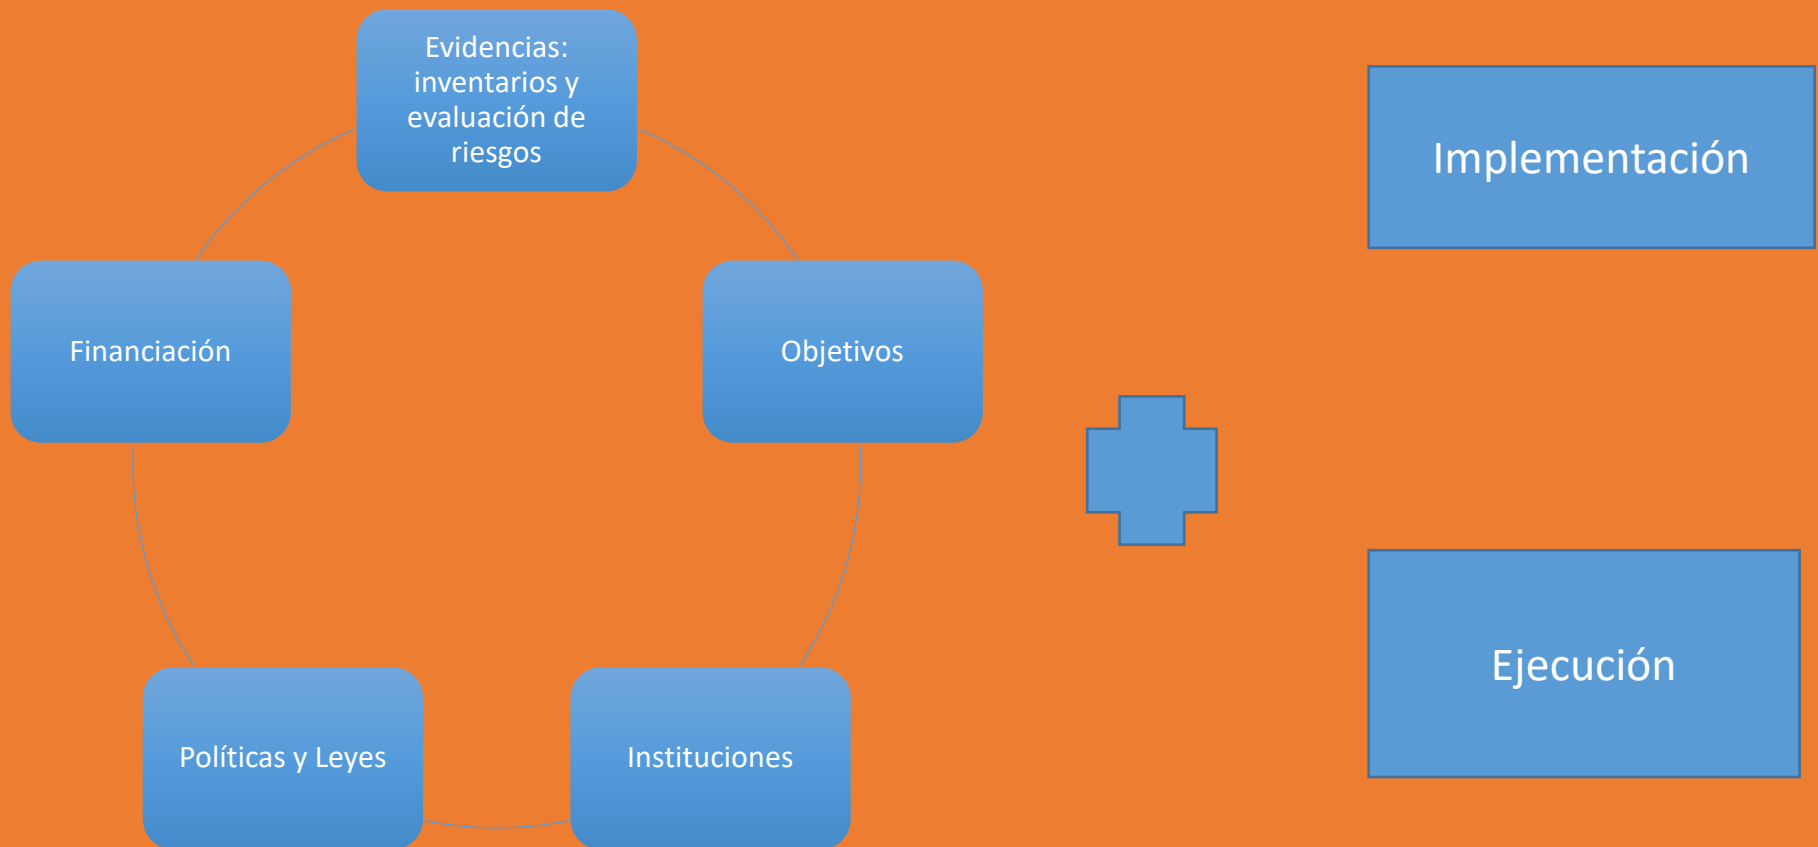 Evidencias:
inventarios y
evaluación de
riesgos
Objetivos
Instituciones
Políticas y Leyes
Financiación
Implementación
Ejecución